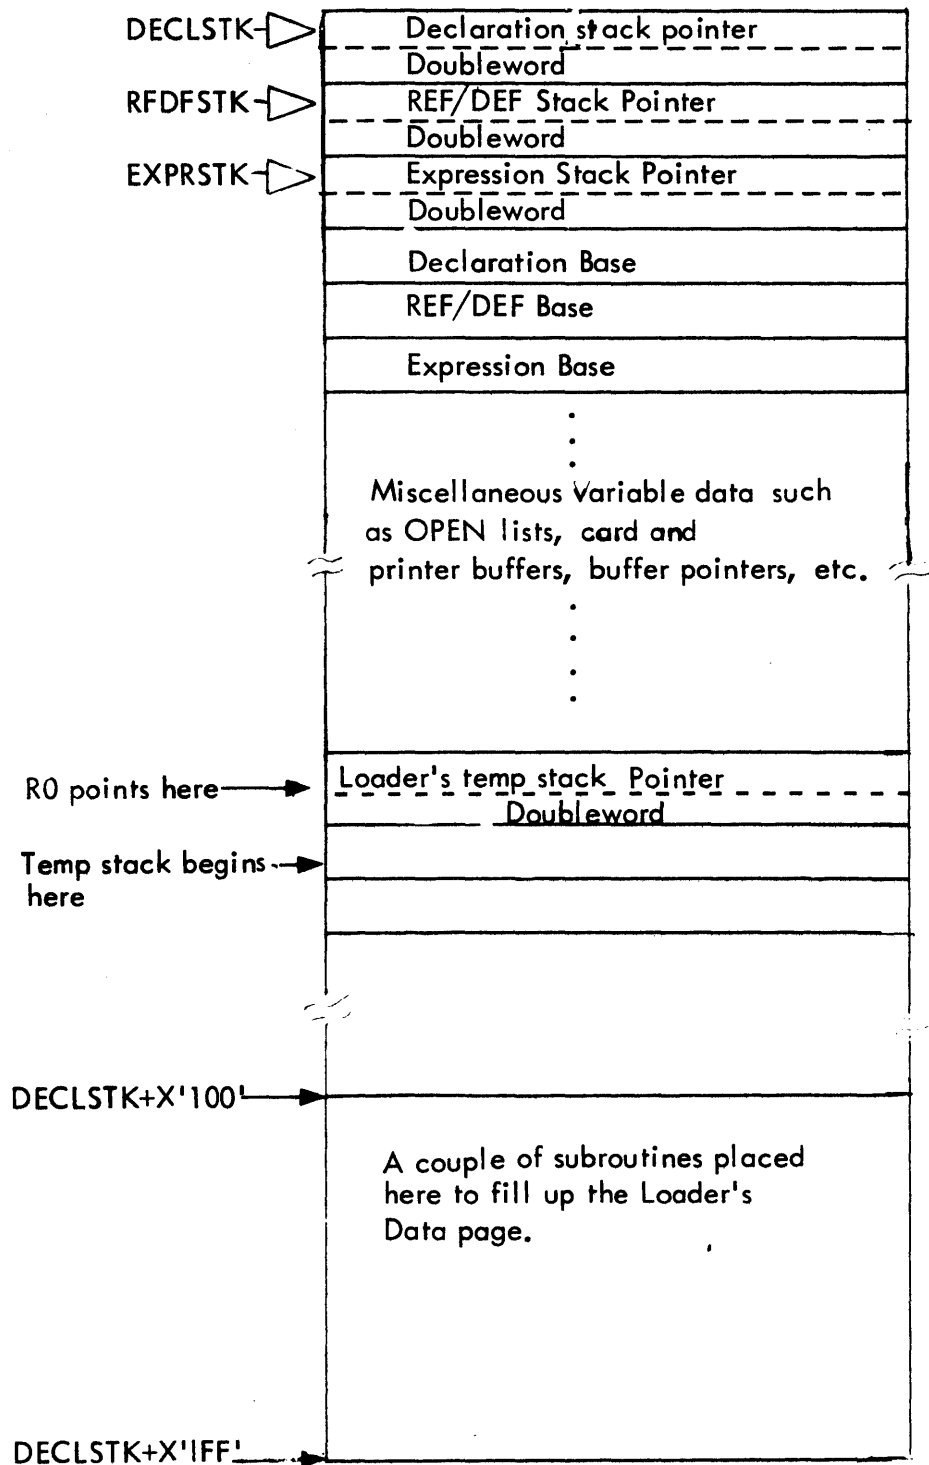 DECLSTK
Declaration stack pointer
Doubleword
RFDFSTK
REF/DEF Stack Pointer
Doubleword
EXPRSTK
Expression Stack Pointer
Doubleword
Declaration Base
REF/DEF Base
Expression Base
Miscellaneous Variable data such
as OPEN lists, card and
printer buffers, buffer pointers, etc.
R0 points here
Loader's temp stack Pointer
Doubleword
Temp stack begins
here
DECLSTK+X'100'
A couple of subroutines placed
here to fill up the Loader's
Data page.
DECLSTK+X'IFF'